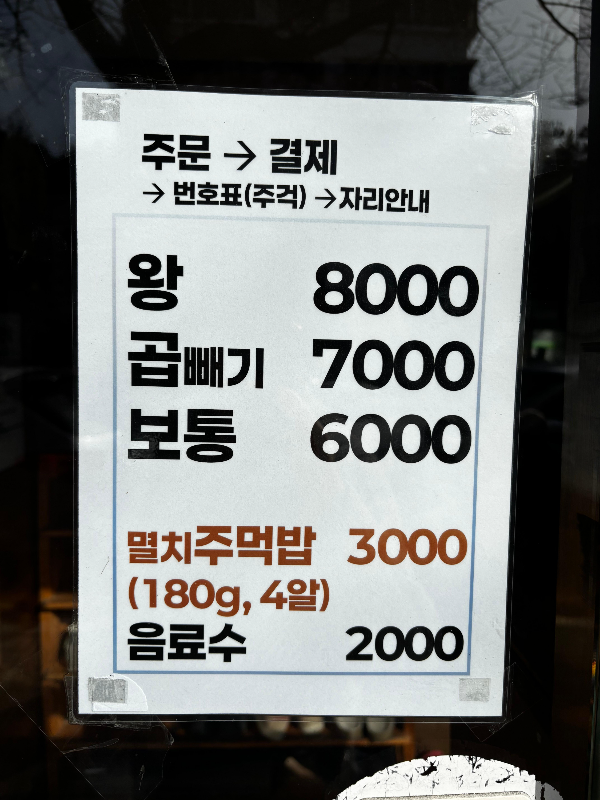 주문 → 결제
→ 번호표(주걱) →자리안내
왕 8000
곱빼기 7000
보통 6000
멸치주먹밥 3000
(180g, 4알)
음료수 2000